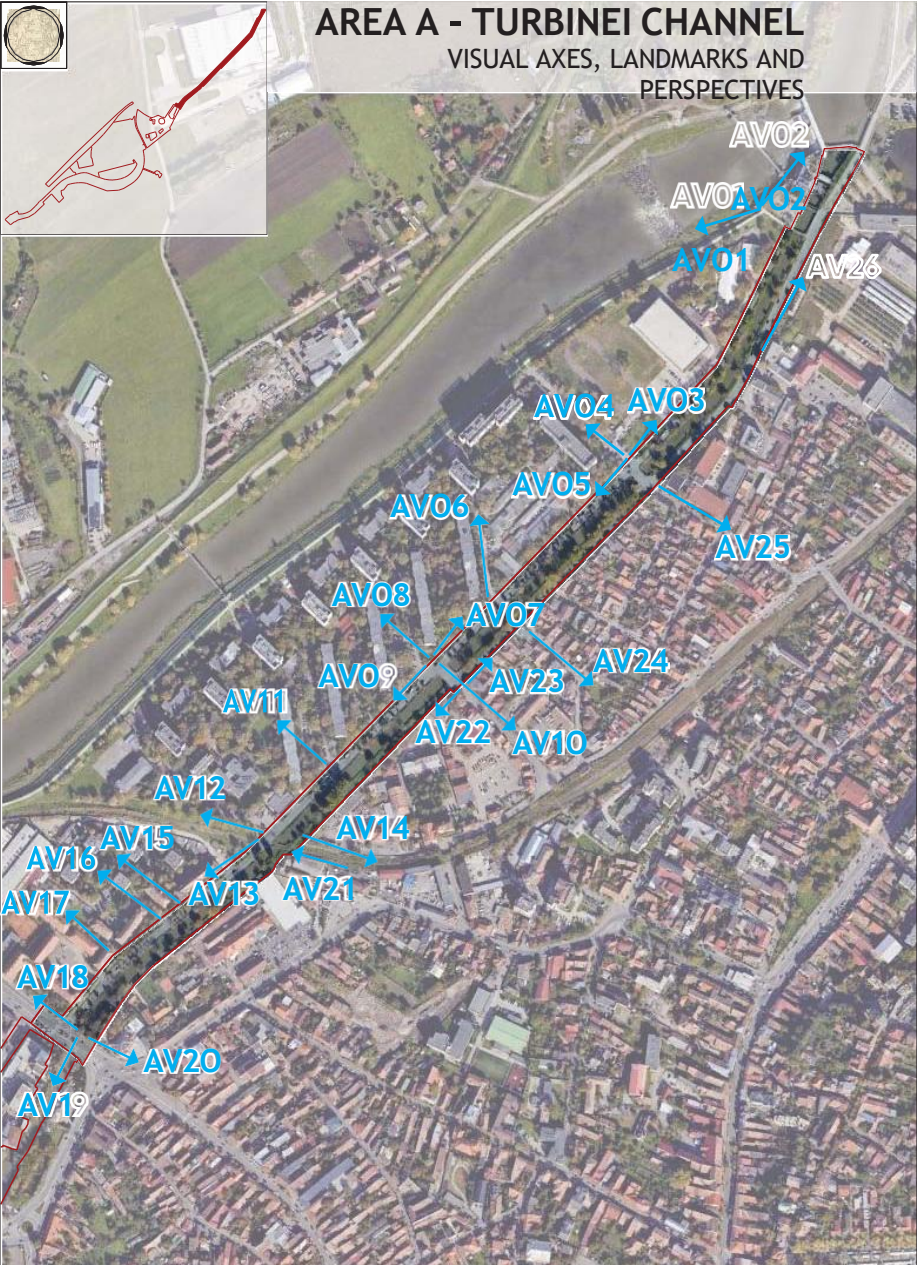 AREA A - TURBINEI CHANNEL
VISUAL AXES, LANDMARKS AND
PERSPECTIVES
AV02
AV01
AV02
AV01
AV26
AV04
AV03
AV05
AV06
AV25
AV08
AV07
AV09
AV24
AV23
AV11
AV22
AV10
AV12
AV15
AV14
AV16
AV13
AV21
AV17
AV18
AV20
AV19